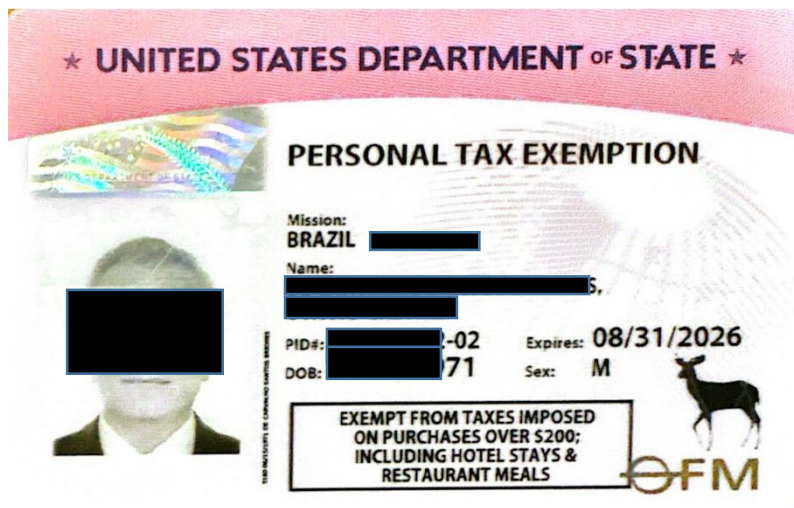 ★ UNITED STATES DEPARTMENT OF STATE ★
PERSONAL TAX EXEMPTION
Mission:
BRAZIL
Name:
S,
PID#: -02 Expires: 08/31/2026
DOB: 971 Sex: M
EXEMPT FROM TAXES IMPOSED
ON PURCHASES OVER $200;
INCLUDING HOTEL STAYS &
RESTAURANT MEALS
OFM